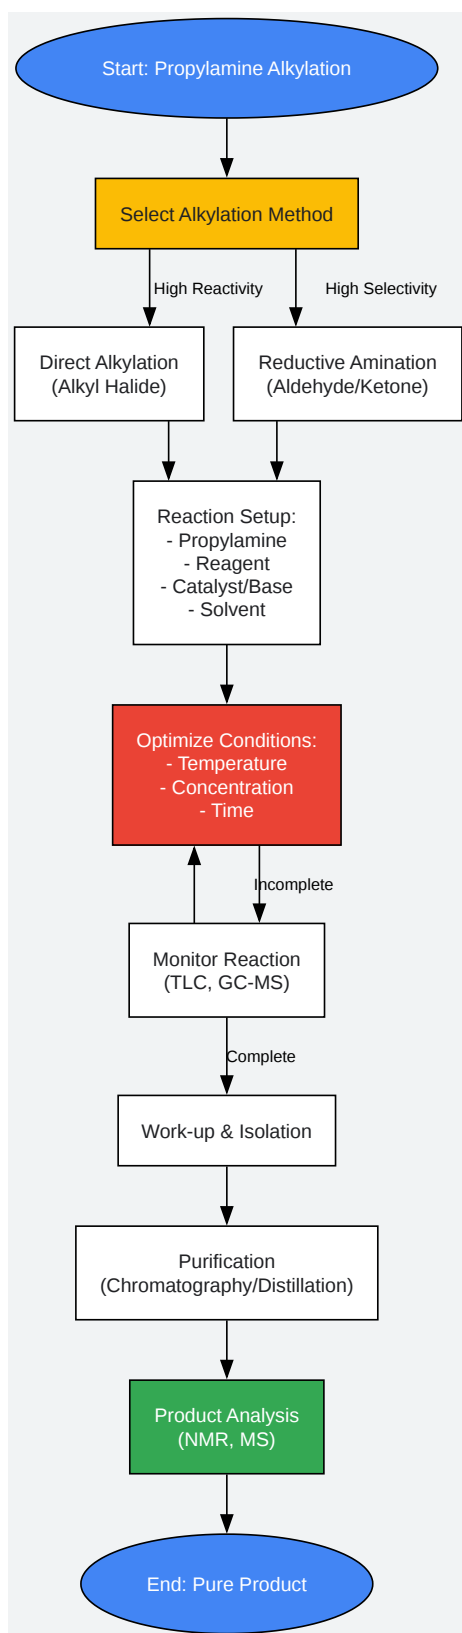 Start: Propylamine Alkylation
Select Alkylation Method
High Reactivity
High Selectivity
Direct Alkylation
(Alkyl Halide)
Reductive Amination
(Aldehyde/Ketone)
Reaction Setup:
- Propylamine
- Reagent
- Catalyst/Base
- Solvent
Optimize Conditions:
- Temperature
- Concentration
- Time
Incomplete
Monitor Reaction
(TLC, GC-MS)
Complete
Work-up & Isolation
Purification
(Chromatography/Distillation)
Product Analysis
(NMR, MS)
End: Pure Product